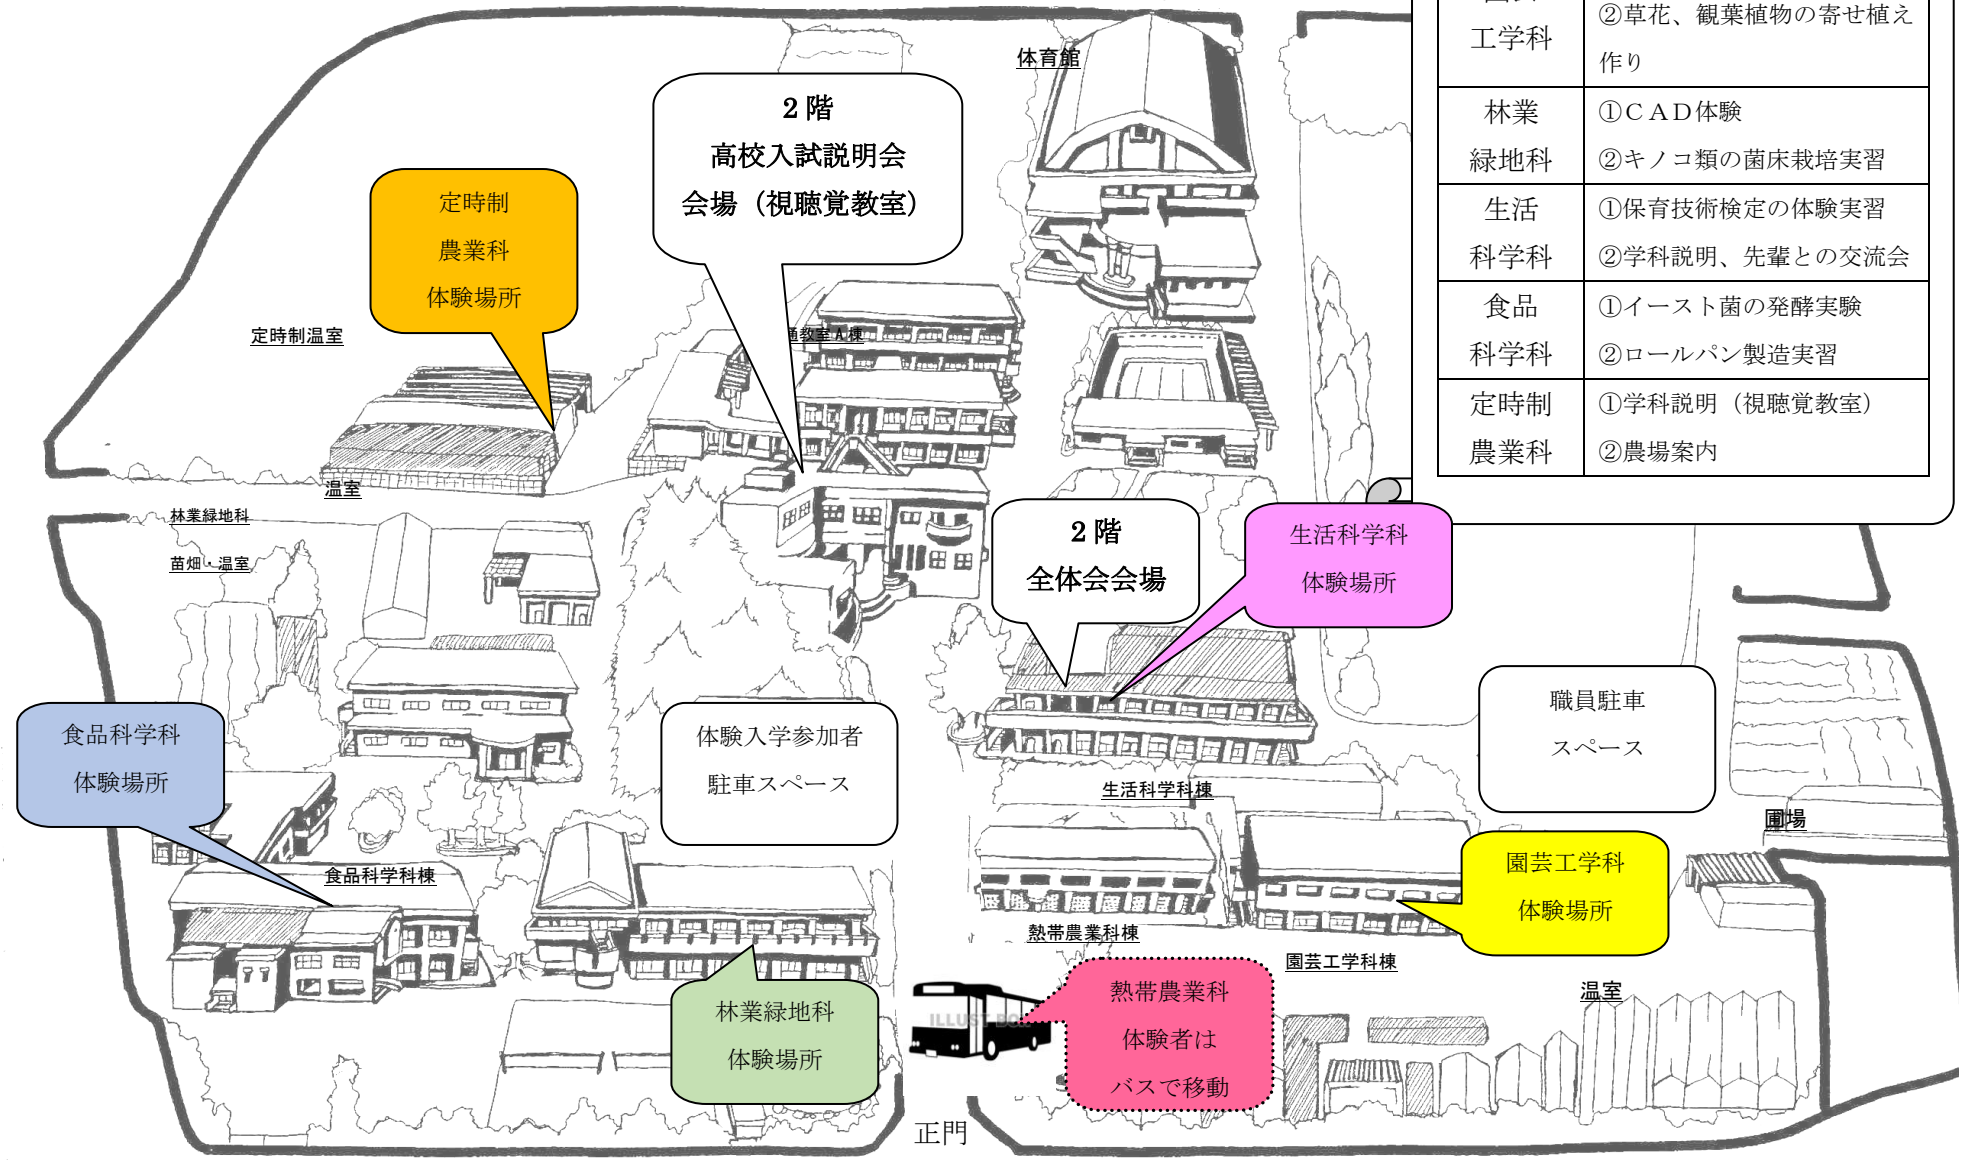 ②草花、観葉植物の寄せ植え
工学科
作り
林業
緑地科
①ＣＡＤ体験
②キノコ類の菌床栽培実習
生活
科学科
①保育技術検定の体験実習
②学科説明、先輩との交流会
食品
科学科
①イースト菌の発酵実験
②ロールパン製造実習
定時制
農業科
①学科説明（視聴覚教室）
②農場案内
体育館
2 階
高校入試説明会
会場（視聴覚教室）
定時制
農業科
体験場所
定時制温室
通教室Ａ棟
温室
林業緑地科
苗畑・温室
2 階
全体会会場
生活科学科
体験場所
職員駐車
スペース
体験入学参加者
駐車スペース
食品科学科
体験場所
生活科学科棟
圃場
園芸工学科
体験場所
食品科学科棟
熱帯農業科棟
園芸工学科棟
温室
林業緑地科
体験場所
ILLUST BOX
熱帯農業科
体験者は
バスで移動
正門